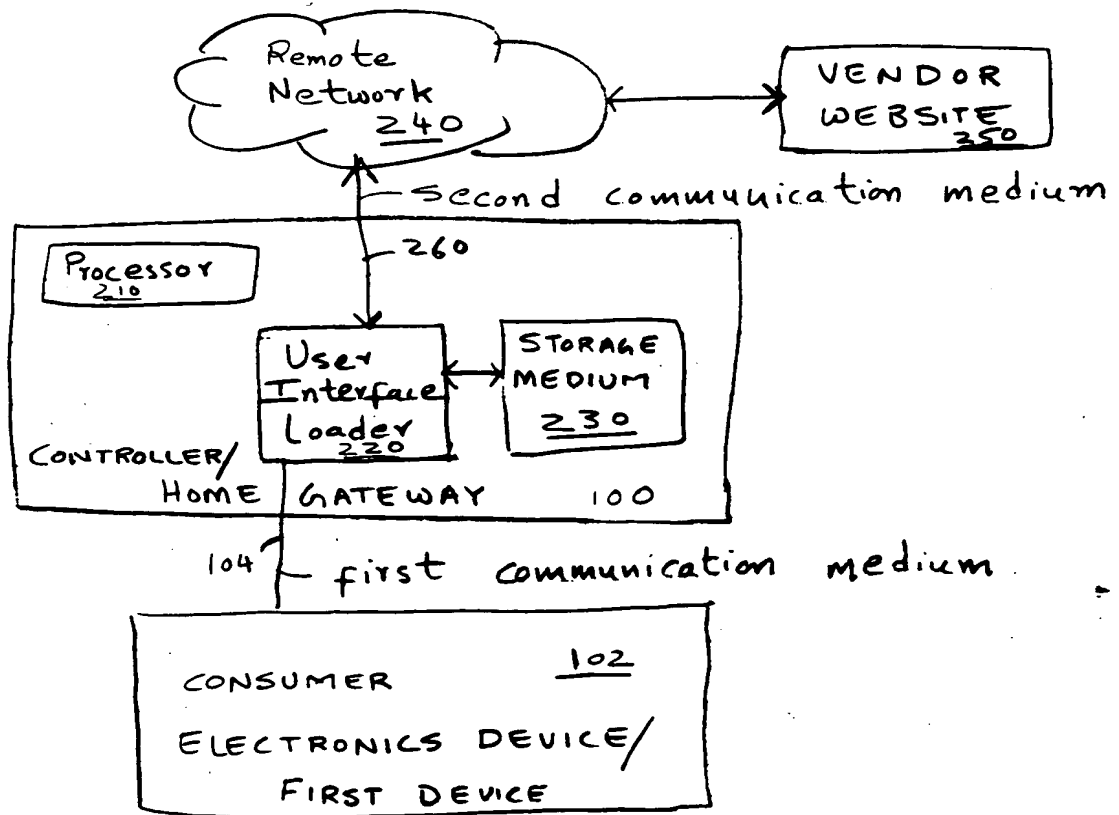 Remote
Network
240
VENDOR
WEBSITE
250
second communication medium
260
Processor
210
User
Interface
Loader
220
STORAGE
MEDIUM
230
CONTROLLER/
HOME GATEWAY 100
104
first communication medium.
CONSUMER 102
ELECTRONICS DEVICE/
FIRST DEVICE